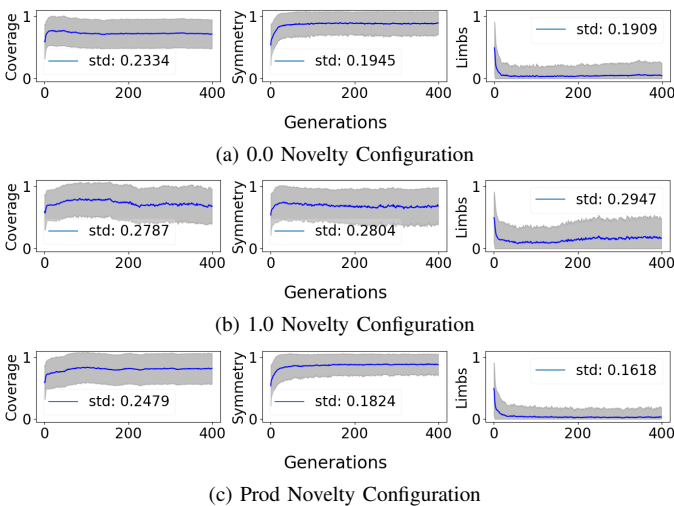 Coverage
1
0
std: 0.2334
0 200 400
Symmetry
1
0
std: 0.1945
0 200 400
Limbs
1
0
std: 0.1909
0 200 400
Generations
(a) 0.0 Novelty Configuration
Coverage
1
0
std: 0.2787
0 200 400
Symmetry
1
0
std: 0.2804
0 200 400
Limbs
1
0
std: 0.2947
0 200 400
Generations
(b) 1.0 Novelty Configuration
Coverage
1
0
std: 0.2479
0 200 400
Symmetry
1
0
std: 0.1824
0 200 400
Limbs
1
0
std: 0.1618
0 200 400
Generations
(c) Prod Novelty Configuration